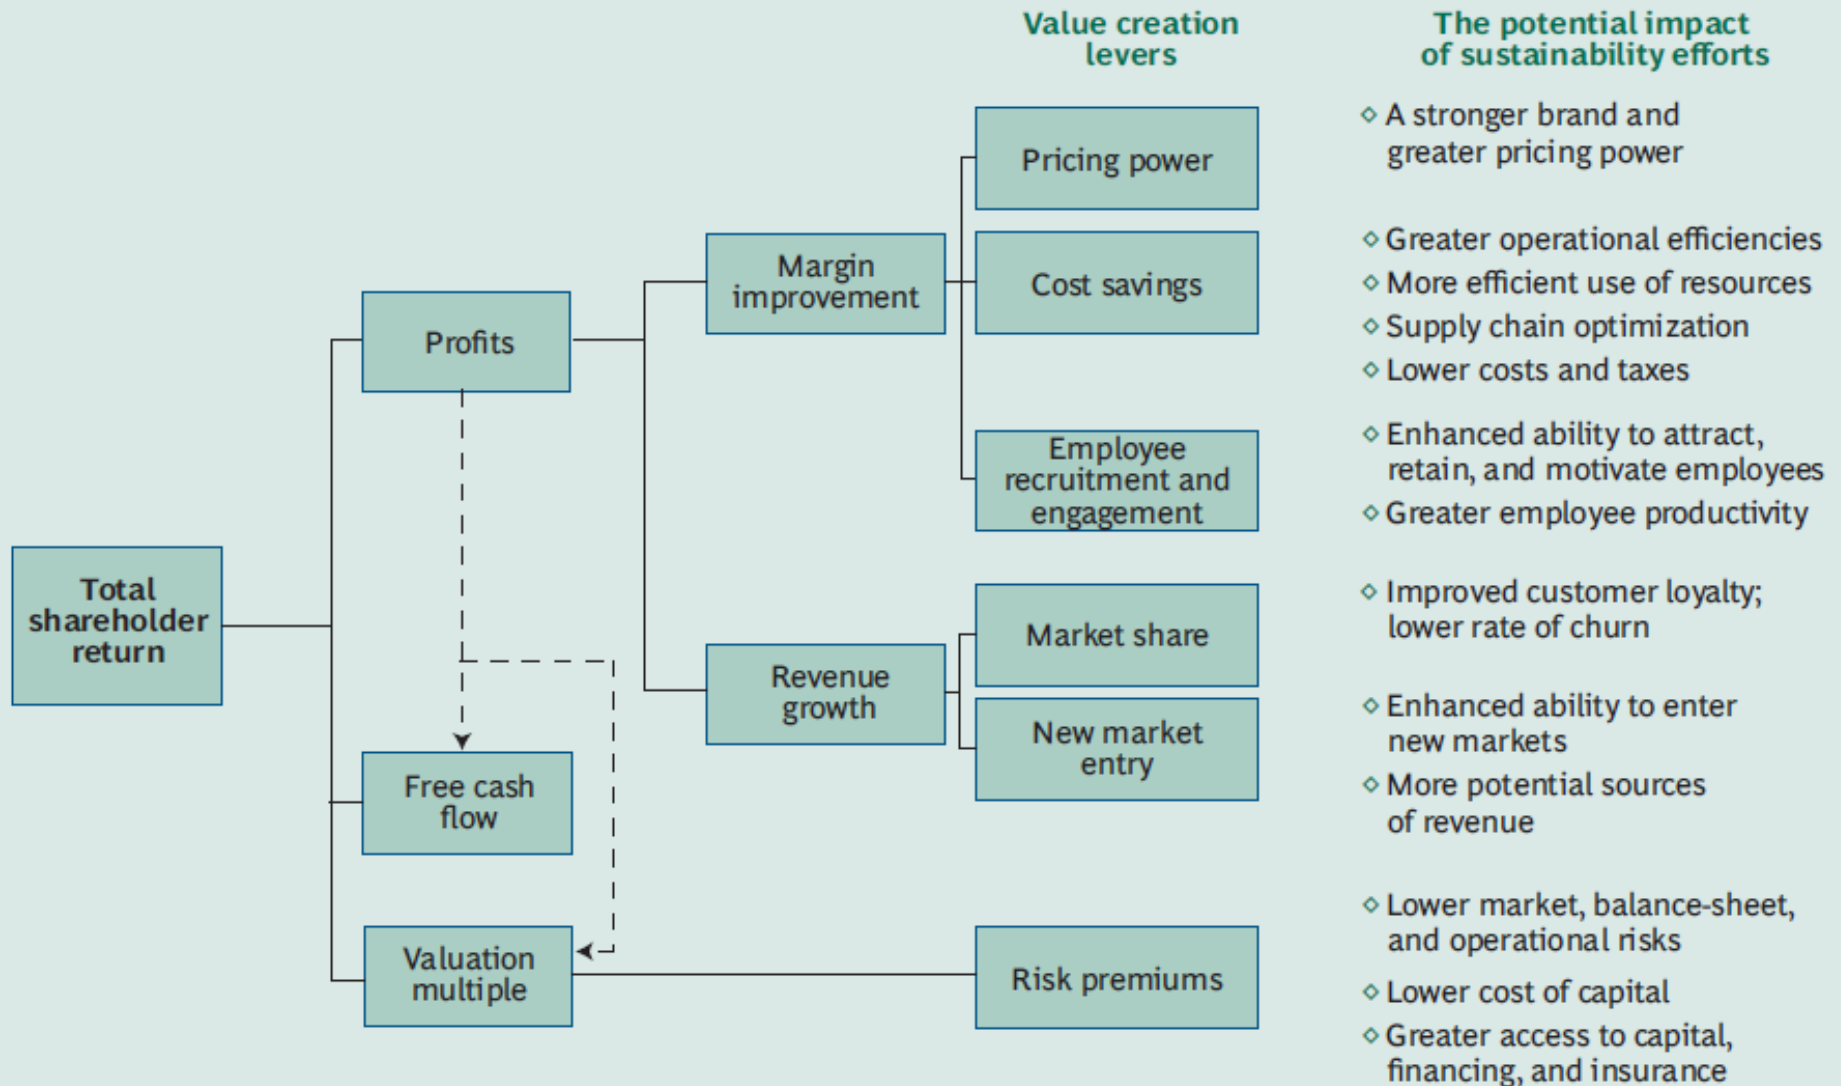 Value creation
levers
The potential impact
of sustainability efforts
Total
shareholder
return
Profits
Free cash
flow
Valuation
multiple
Margin
improvement
Revenue
growth
Pricing power
Cost savings
Employee
recruitment and
engagement
Market share
New market
entry
Risk premiums
◇ A stronger brand and
greater pricing power
◇ Greater operational efficiencies
◇ More efficient use of resources
◇ Supply chain optimization
◇ Lower costs and taxes
◇ Enhanced ability to attract,
retain, and motivate employees
◇ Greater employee productivity
◇ Improved customer loyalty;
lower rate of churn
◇ Enhanced ability to enter
new markets
◇ More potential sources
of revenue
◇ Lower market, balance-sheet,
and operational risks
◇ Lower cost of capital
◇ Greater access to capital,
financing, and insurance